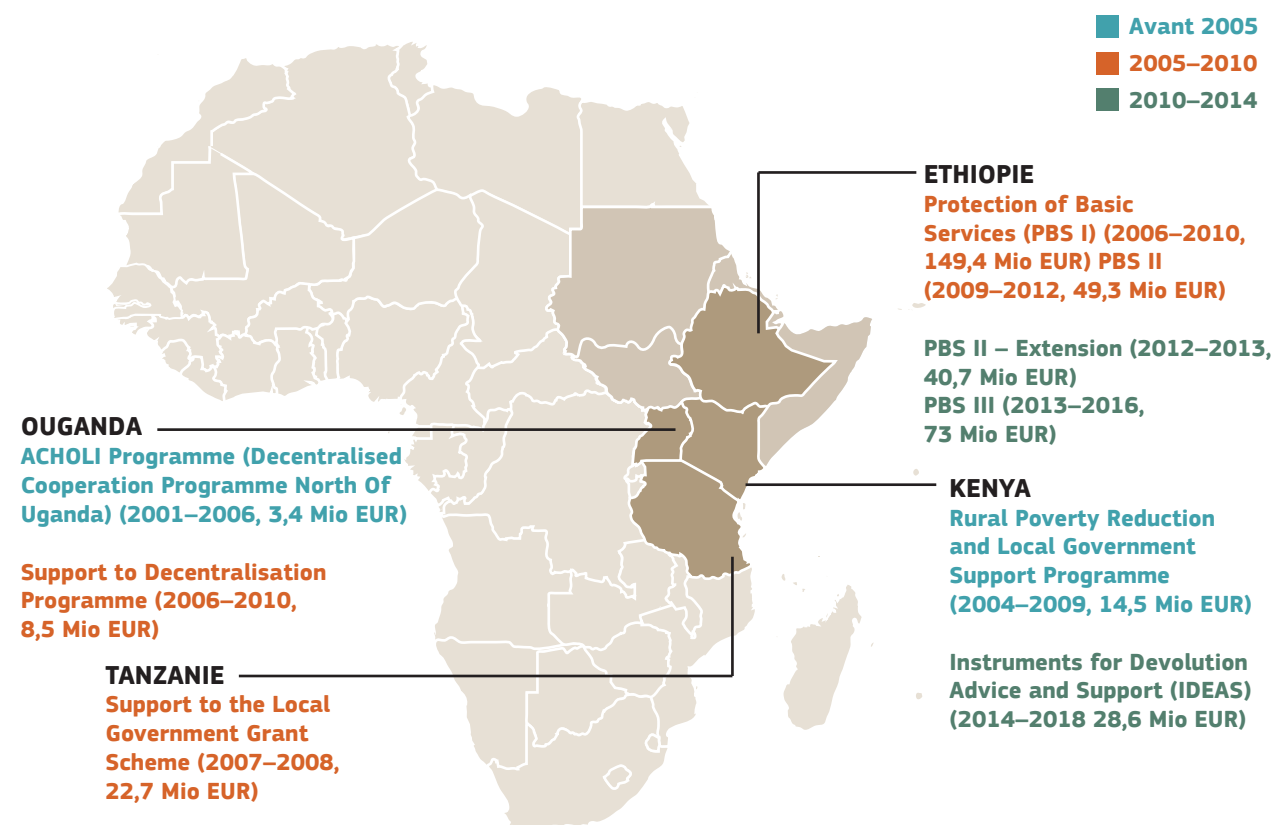 Avant 2005
2005–2010
2010–2014
ETHIOPIE
Protection of Basic
Services (PBS I) (2006–2010,
149,4 Mio EUR) PBS II
(2009–2012, 49,3 Mio EUR)
PBS II – Extension (2012–2013,
40,7 Mio EUR)
PBS III (2013–2016,
73 Mio EUR)
OUGANDA
ACHOLI Programme (Decentralised
Cooperation Programme North Of
Uganda) (2001–2006, 3,4 Mio EUR)
Support to Decentralisation
Programme (2006–2010,
8,5 Mio EUR)
KENYA
Rural Poverty Reduction
and Local Government
Support Programme
(2004–2009, 14,5 Mio EUR)
Instruments for Devolution
Advice and Support (IDEAS)
(2014–2018 28,6 Mio EUR)
TANZANIE
Support to the Local
Government Grant
Scheme (2007–2008,
22,7 Mio EUR)